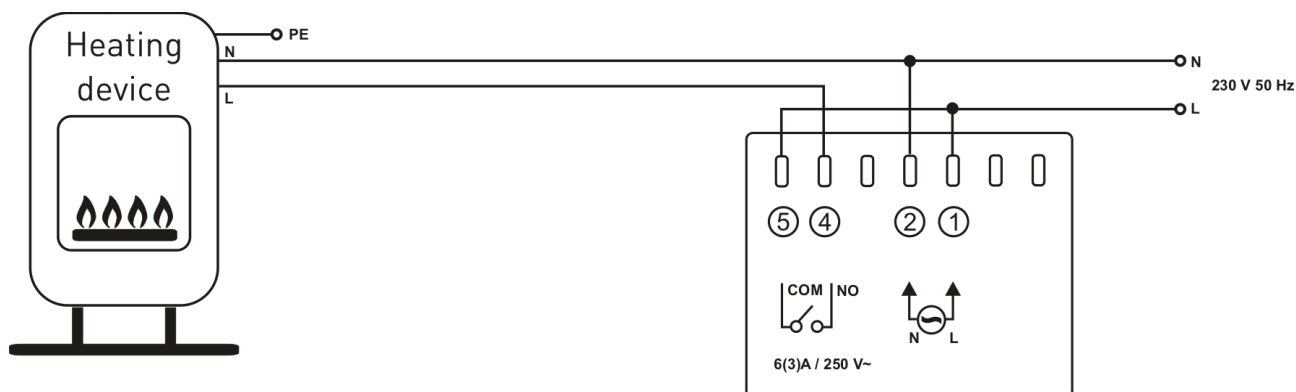 Heating
device
PE
N
L
N
230 V 50 Hz
L
5 4 2 1
COM NO
N L
6(3)A / 250 V~